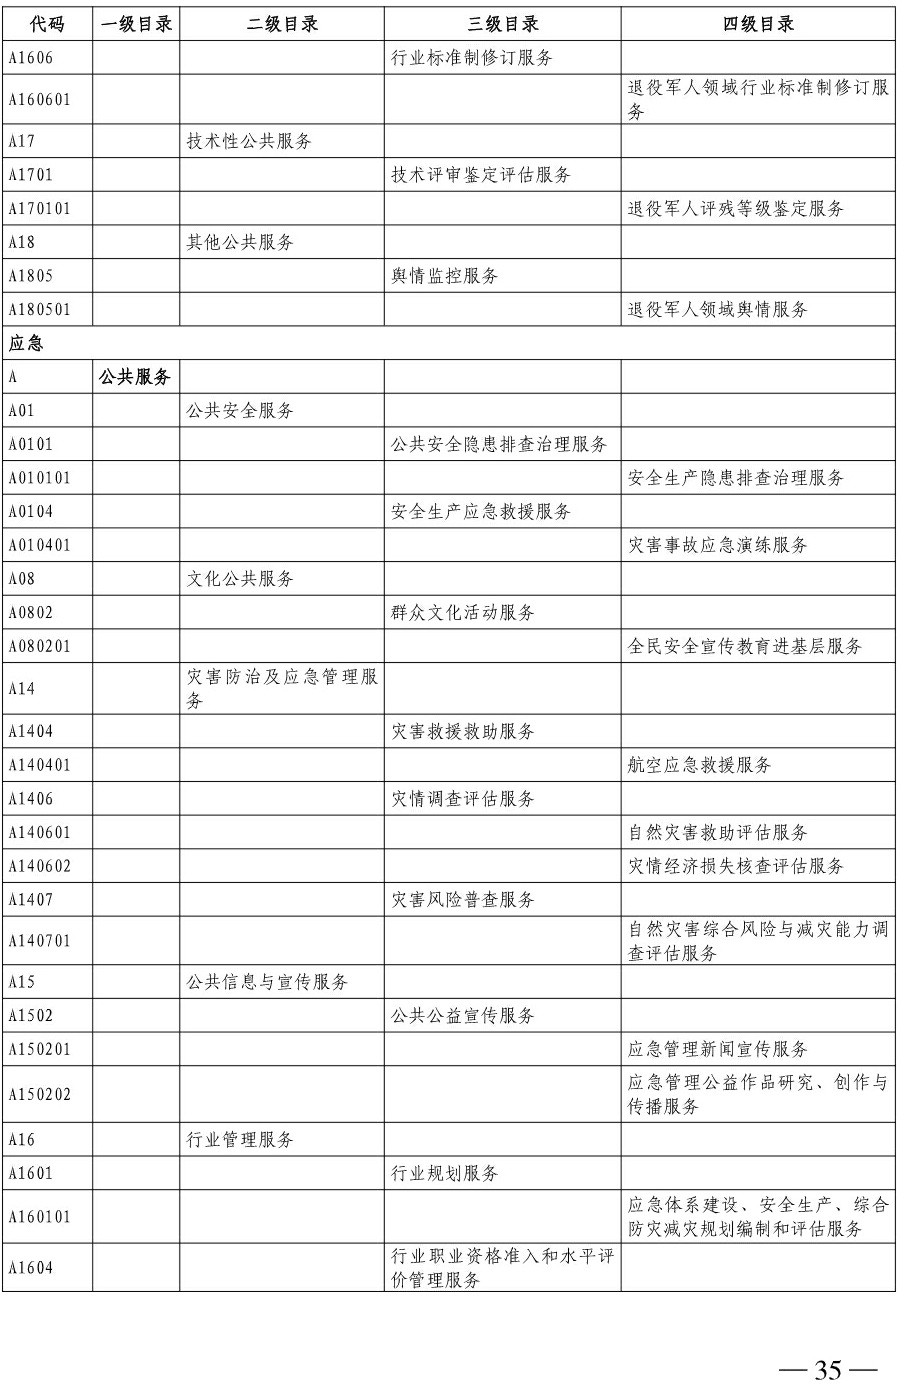 代码 一级目录 二级目录 三级目录 四级目录
A1606 行业标准制修订服务
A160601 退役军人领域行业标准制修订服
务
A17 技术性公共服务
A1701 技术评审鉴定评估服务
A170101 退役军人评残等级鉴定服务
A18 其他公共服务
A1805 舆情监控服务
A180501 退役军人领域舆情服务
应急
A 公共服务
A01 公共安全服务
A0101 公共安全隐患排查治理服务
A010101 安全生产隐患排查治理服务
A0104 安全生产应急救援服务
A010401 灾害事故应急演练服务
A08 文化公共服务
A0802 群众文化活动服务
A080201 全民安全宣传教育进基层服务
A14 灾害防治及应急管理服
务
A1404 灾害救援救助服务
A140401 航空应急救援服务
A1406 灾情调查评估服务
A140601 自然灾害救助评估服务
A140602 灾情经济损失核查评估服务
A1407 灾害风险普查服务
A140701 自然灾害综合风险与减灾能力调
查评估服务
A15 公共信息与宣传服务
A1502 公共公益宣传服务
A150201 应急管理新闻宣传服务
A150202 应急管理公益作品研究、创作与
传播服务
A16 行业管理服务
A1601 行业规划服务
A160101 应急体系建设、安全生产、综合
防灾减灾规划编制和评估服务
A1604 行业职业资格准入和水平评
价管理服务
— 35 —